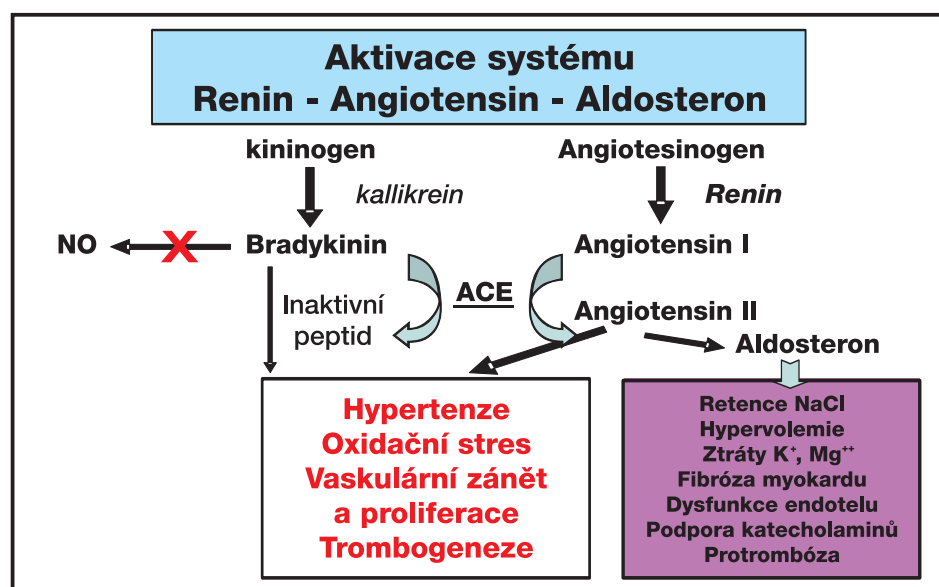 Aktivace systému
Renin - Angiotensin - Aldosteron
kininogen
Angiotesinogen
kallikrein
Renin
NO
X
Bradykinin
Angiotensin I
ACE
Inaktivní
peptid
Angiotensin II
Aldosteron
Hypertenze
Oxidační stres
Vaskulární zánět
a proliferace
Trombogeneze
Retence NaCl
Hypervolemie
Ztráty K⁺, Mg⁺⁺
Fibróza myokardu
Dysfunkce endotelu
Podpora katecholaminů
Protrombóza